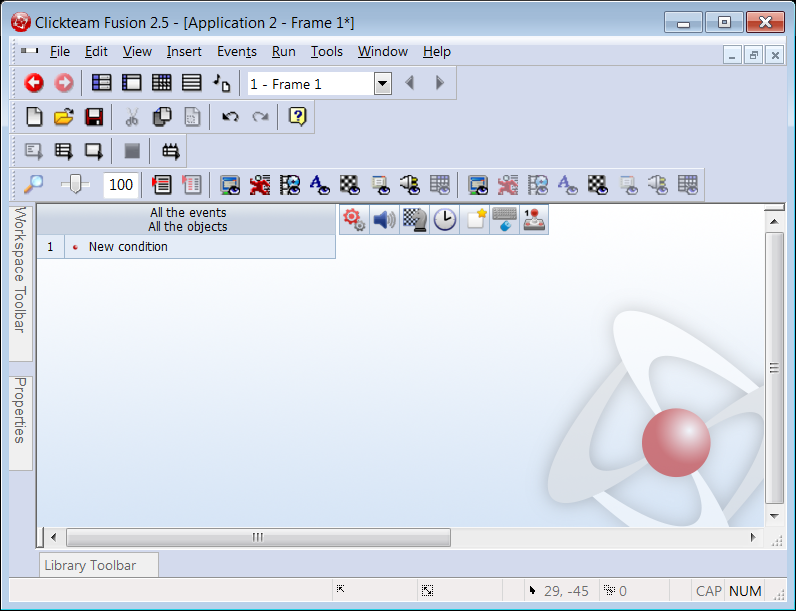 Clickteam Fusion 2.5 - [Application 2 - Frame 1*]
File Edit View Insert Events Run Tools Window Help
1 - Frame 1
100
All the events
All the objects
1 New condition
Workspace Toolbar
Properties
Library Toolbar
29, -45 0 CAP NUM